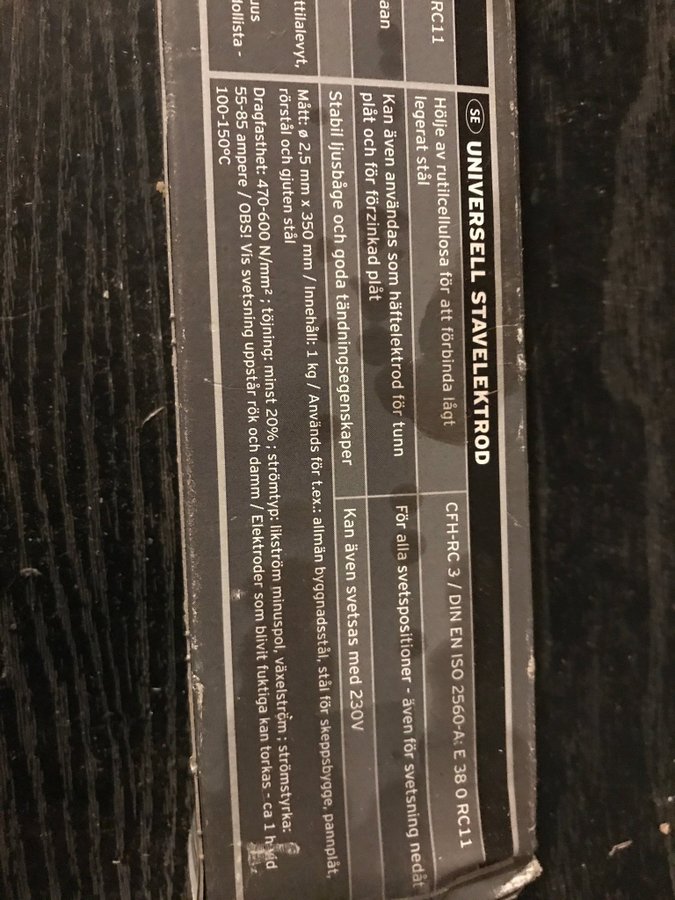 RC11
aan
ttilalevyt,
jus
SE UNIVERSELL STAVELEKTROD
Hölje av rutilcellulosa för att förbinda lågt
legerat stål
CFH-RC 3 / DIN EN ISO 2560-A: E 38 0 RC11
Kan även användas som häftelektrod för tunn
plåt och för förzinkad plåt
För alla svetspositioner - även för svetsning nedåt
Stabil ljusbåge och goda tändningsegenskaper
Kan även svetsas med 230V
Mått: ø 2,5 mm x 350 mm / Innehåll: 1 kg / Används för t.ex.: allmän byggnadsstål, stål för skeppsbygge, pannplåt,
rörstål och gjuten stål
Dragfasthet: 470-600 N/mm² ; töjning: minst 20% ; strömtyp: likström minuspol, växelström ; strömstyrka:
55-85 ampere / OBS! Vis svetsning uppstår rök och damm / Elektroder som blivit fuktiga kan torkas - ca 1 h vid
100-150°C